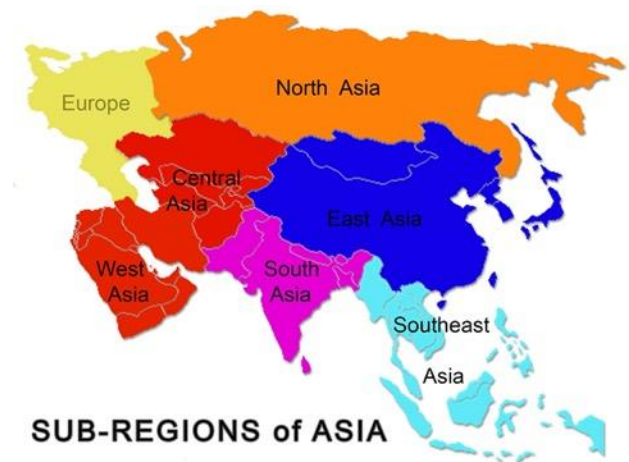 North Asia
Europe
Central
Asia
East Asia
West
Asia
South
Asia
Southeast
Asia
SUB-REGIONS of ASIA